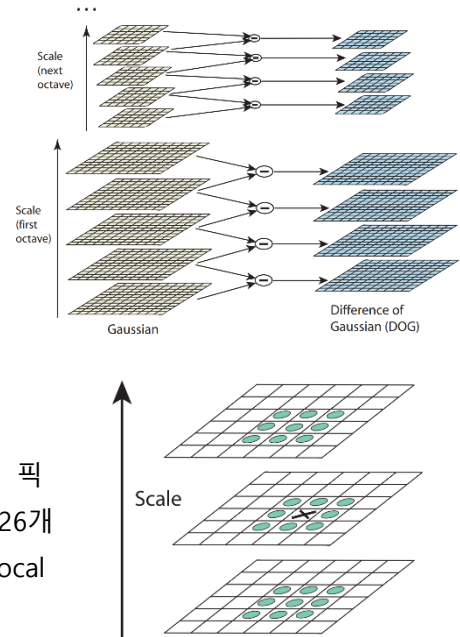 ...
Scale
(next
octave)
Scale
(first
octave)
Gaussian
Difference of
Gaussian (DOG)
픽
Scale
26개
ocal